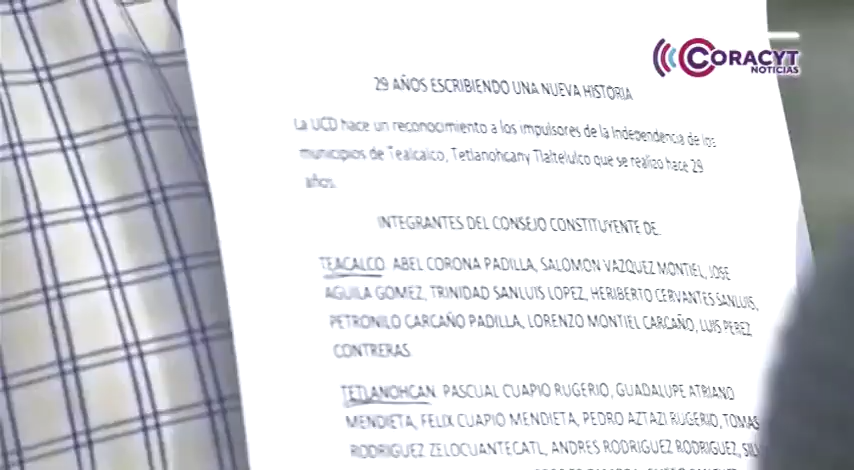 CORACYT
NOTICIAS
29 AÑOS ESCRIBIENDO UNA NUEVA HISTORIA
La UCD hace un reconocimiento a los impulsores de la Independencia de los
municipios de Tealcalco, Tetlanohcany Tlaltelulco que se realizo hace 29
años.
INTEGRANTES DEL CONSEJO CONSTITUYENTE DE.
TEACALCO ABEL CORONA PADILLA, SALOMON VAZQUEZ MONTIEL, JOSE
AGUILA GOMEZ, TRINIDAD SANLUIS LOPEZ, HERIBERTO CERVANTES SANLUIS,
PETRONILO CARCAÑO PADILLA, LORENZO MONTIEL CARCAÑO, LUIS PEREZ
CONTRERAS
TETLANOHCAN PASCUAL CUAPIO RUGERIO, GUADALUPE ATRIANO
MENDIETA, FELIX CUAPIO MENDIETA, PEDRO AZTAZI RUGERIO, TOMAS
RODRIGUEZ ZELOCUANTECATL, ANDRES RODRIGUEZ RODRIGUEZ,